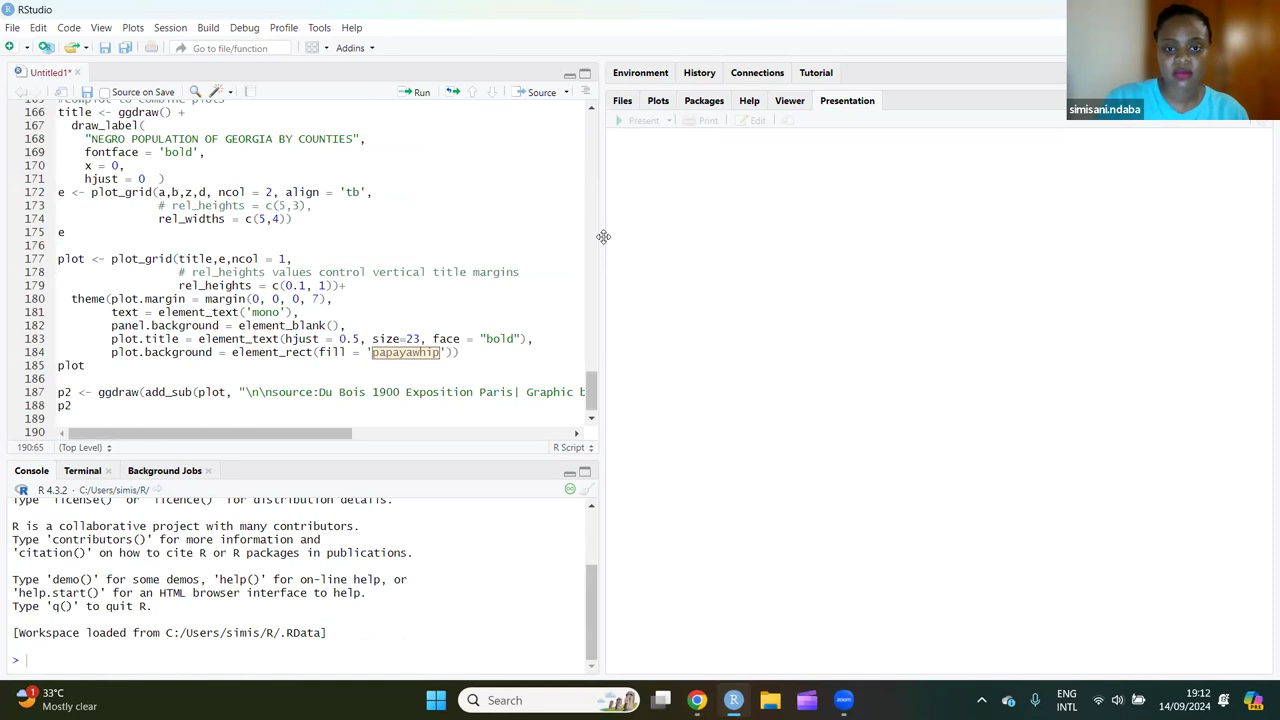 RStudio
File Edit Code View Plots Session Build Debug Profile Tools Help
Go to file/function Addins
Untitled1*
Source on Save Run Source
166 title <- ggdraw() +
167 draw_label(
168 "NEGRO POPULATION OF GEORGIA BY COUNTIES",
169 fontface = 'bold',
170 x = 0,
171 hjust = 0 )
172 e <- plot_grid(a,b,z,d, ncol = 2, align = 'tb',
173 # rel_heights = c(5,3),
174 rel_widths = c(5,4))
175 e
176
177 plot <- plot_grid(title,e,ncol = 1,
178 # rel_heights values control vertical title margins
179 rel_heights = c(0.1, 1))+
180 theme(plot.margin = margin(0, 0, 0, 7),
181 text = element_text('mono'),
182 panel.background = element_blank(),
183 plot.title = element_text(hjust = 0.5, size=23, face = "bold"),
184 plot.background = element_rect(fill = 'papayawhip'))
185 plot
186
187 p2 <- ggdraw(add_sub(plot, "\n\nsource:Du Bois 1900 Exposition Paris| Graphic b
188 p2
189
190
190:65 (Top Level) R Script
Console Terminal Background Jobs
R 4.3.2 · C:/Users/simis/R/
Type 'license()' or 'licence()' for distribution details.
R is a collaborative project with many contributors.
Type 'contributors()' for more information and
'citation()' on how to cite R or R packages in publications.
Type 'demo()' for some demos, 'help()' for on-line help, or
'help.start()' for an HTML browser interface to help.
Type 'q()' to quit R.
[Workspace loaded from C:/Users/simis/R/.RData]
>
Environment History Connections Tutorial
Files Plots Packages Help Viewer Presentation
Present Print Edit
simisani.ndaba
1
33°C
Mostly clear
Search
ENG
INTL
19:12
14/09/2024